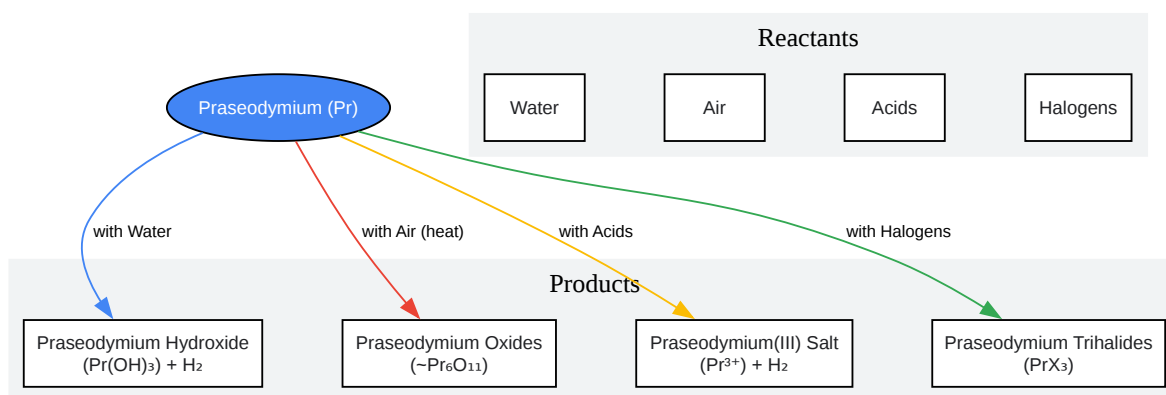 Reactants
Praseodymium (Pr)
Water
Air
Acids
Halogens
with Water
with Air (heat)
with Acids
with Halogens
Products
Praseodymium Hydroxide
(Pr(OH)₃) + H₂
Praseodymium Oxides
(~Pr₆O₁₁)
Praseodymium(III) Salt
(Pr³⁺) + H₂
Praseodymium Trihalides
(PrX₃)